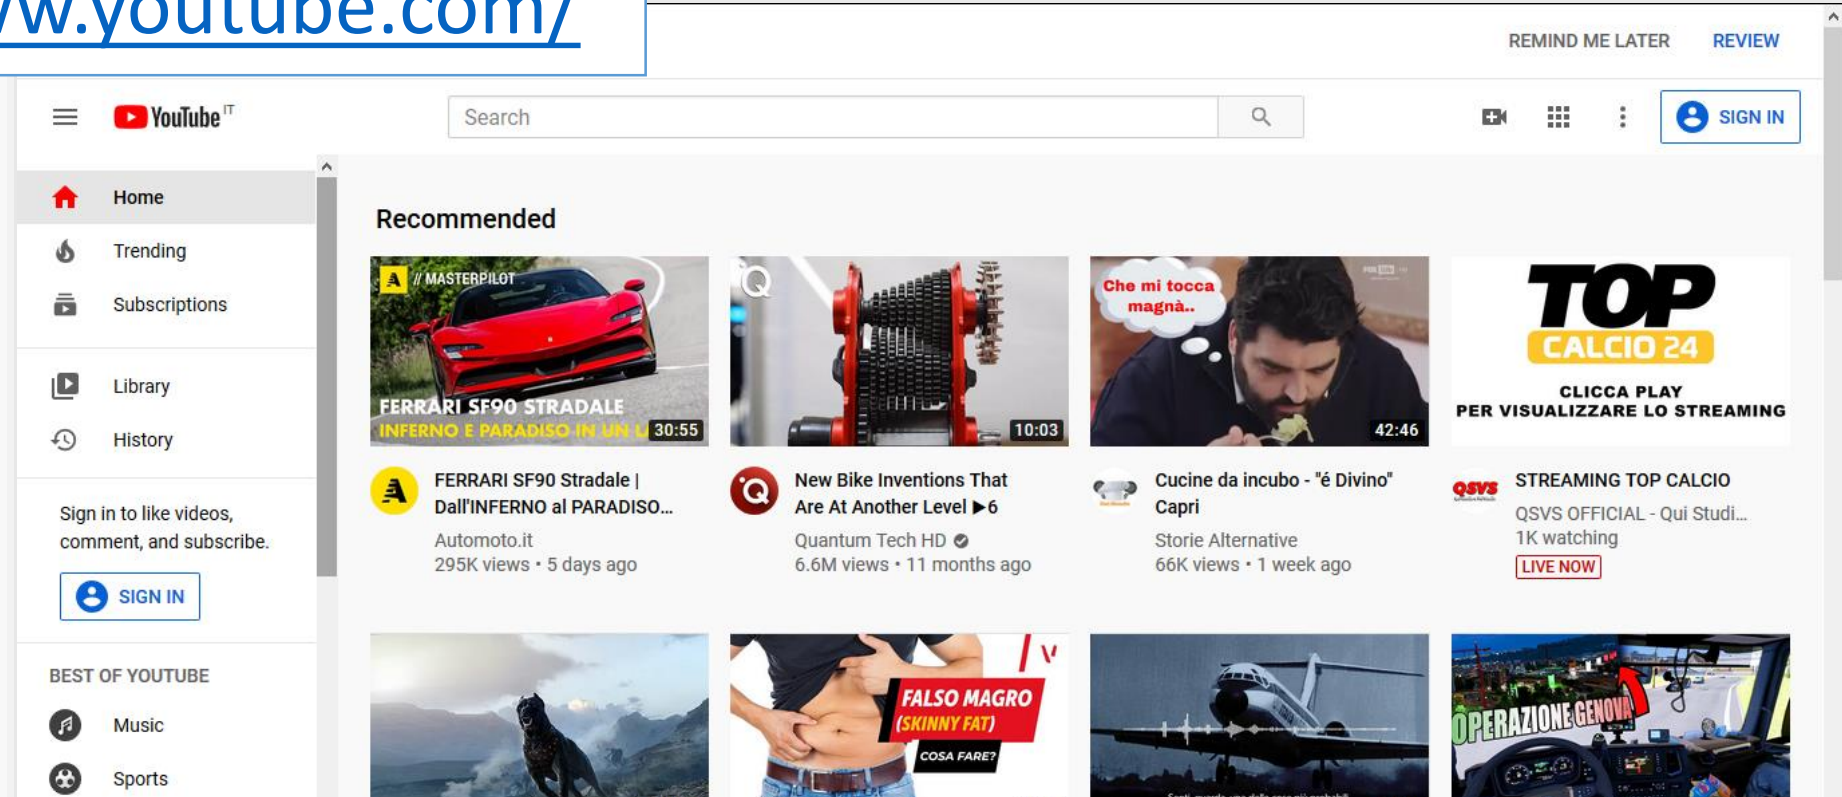 w.youtube.com/
REMIND ME LATER REVIEW
YouTube IT
Search
SIGN IN
Home
Trending
Subscriptions
Library
History
Sign in to like videos,
comment, and subscribe.
SIGN IN
BEST OF YOUTUBE
Music
Sports
Recommended
A // MASTERPILOT
FERRARI SF90 STRADALE
INFERNO E PARADISO IN UN
30:55
FERRARI SF90 Stradale |
Dall'INFERNO al PARADISO...
Automoto.it
295K views • 5 days ago
Q
10:03
Q
New Bike Inventions That
Are At Another Level ▶6
Quantum Tech HD
6.6M views • 11 months ago
Che mi tocca
magnà..
42:46
Cucine da incubo - "é Divino"
Capri
Storie Alternative
66K views • 1 week ago
TOP
CALCIO 24
CLICCA PLAY
PER VISUALIZZARE LO STREAMING
QSVS
STREAMING TOP CALCIO
QSVS OFFICIAL - Qui Studi...
1K watching
LIVE NOW
FALSO MAGRO
(SKINNY FAT)
COSA FARE?
OPERAZIONE GENOVA